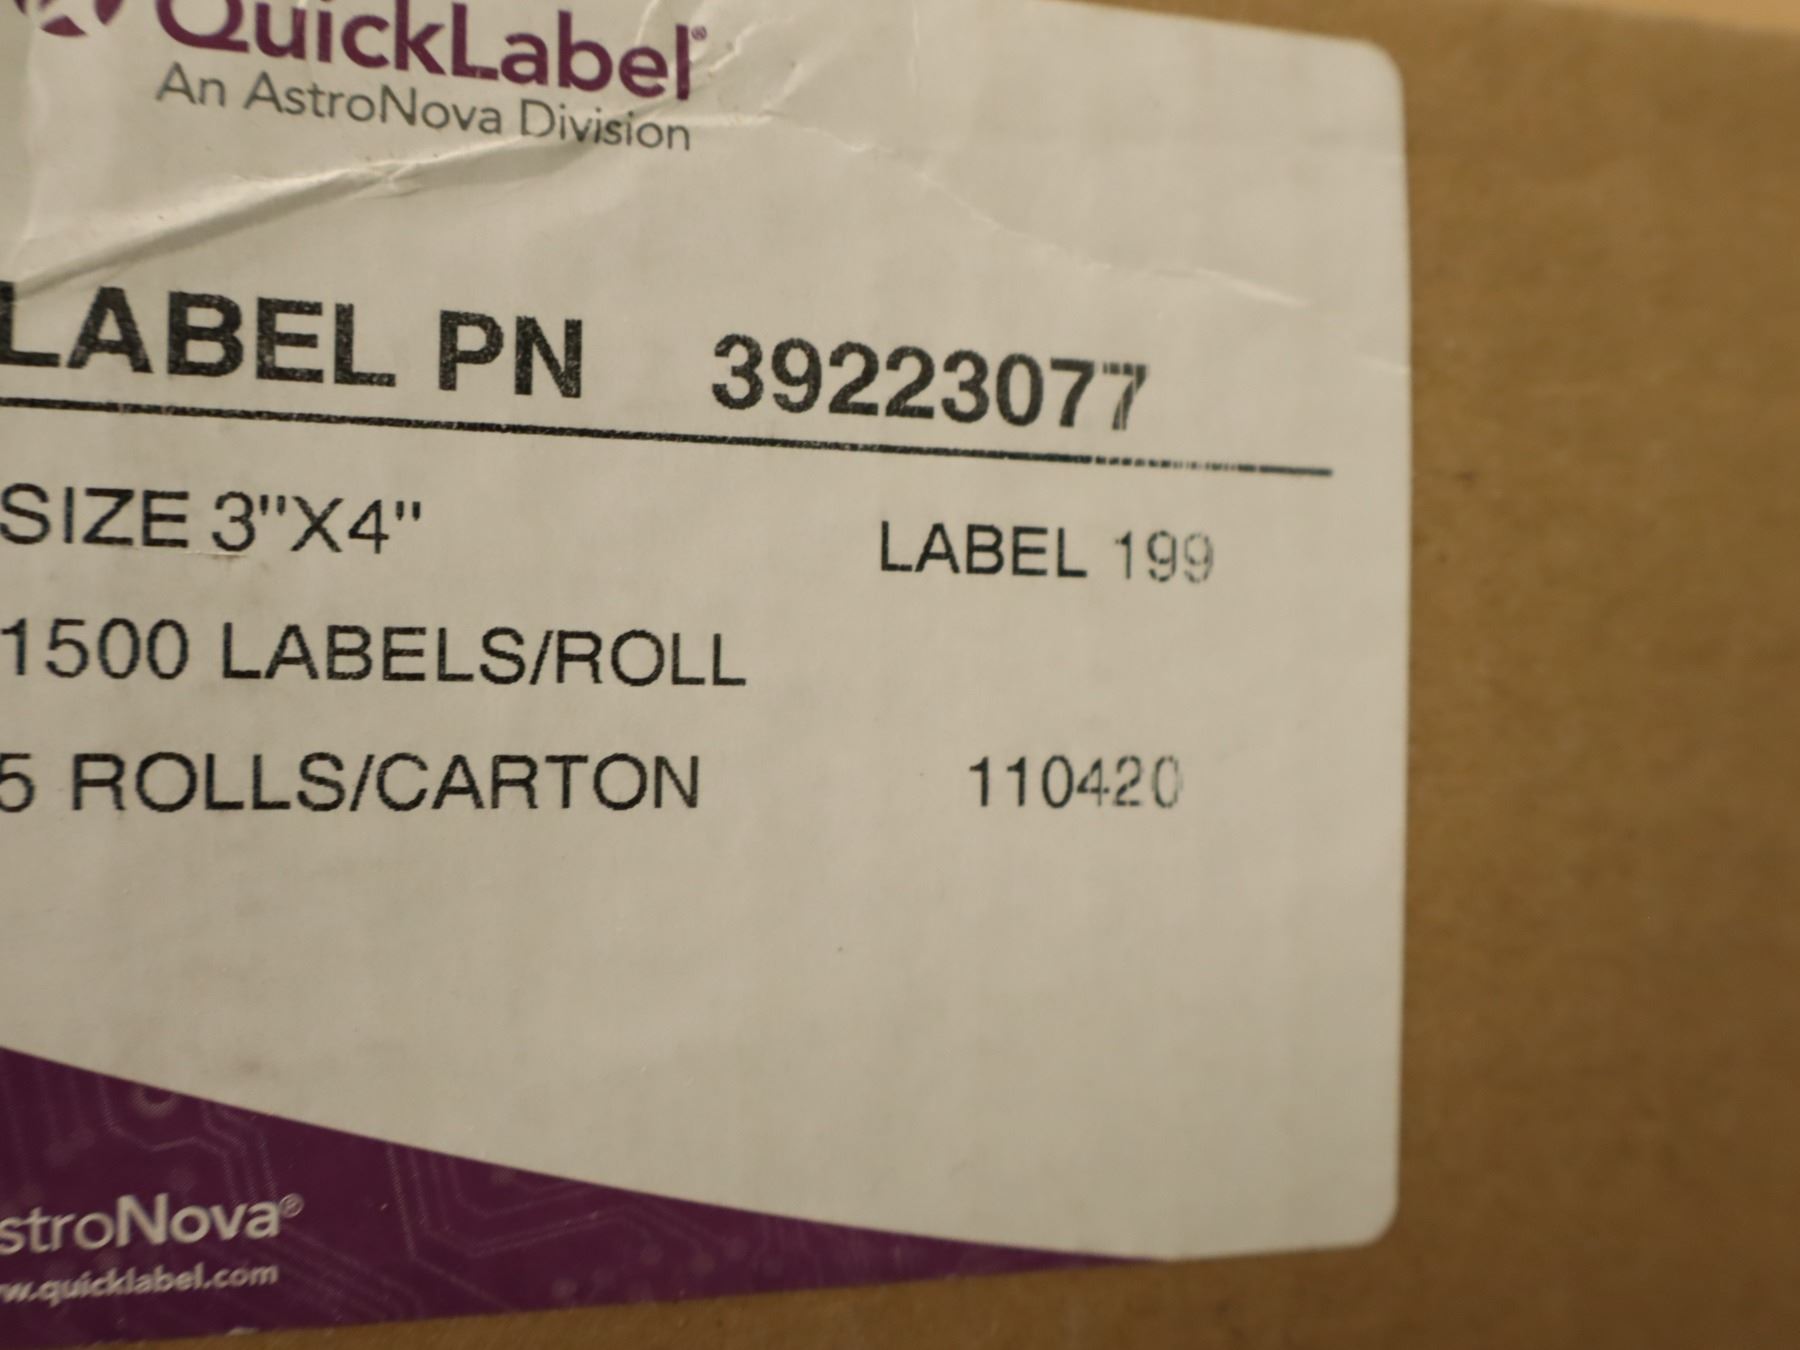 QuickLabel®
An AstroNova Division
LABEL PN 39223077
SIZE 3"X4" LABEL 199
1500 LABELS/ROLL
5 ROLLS/CARTON 110420
stroNova®
w.quicklabel.com